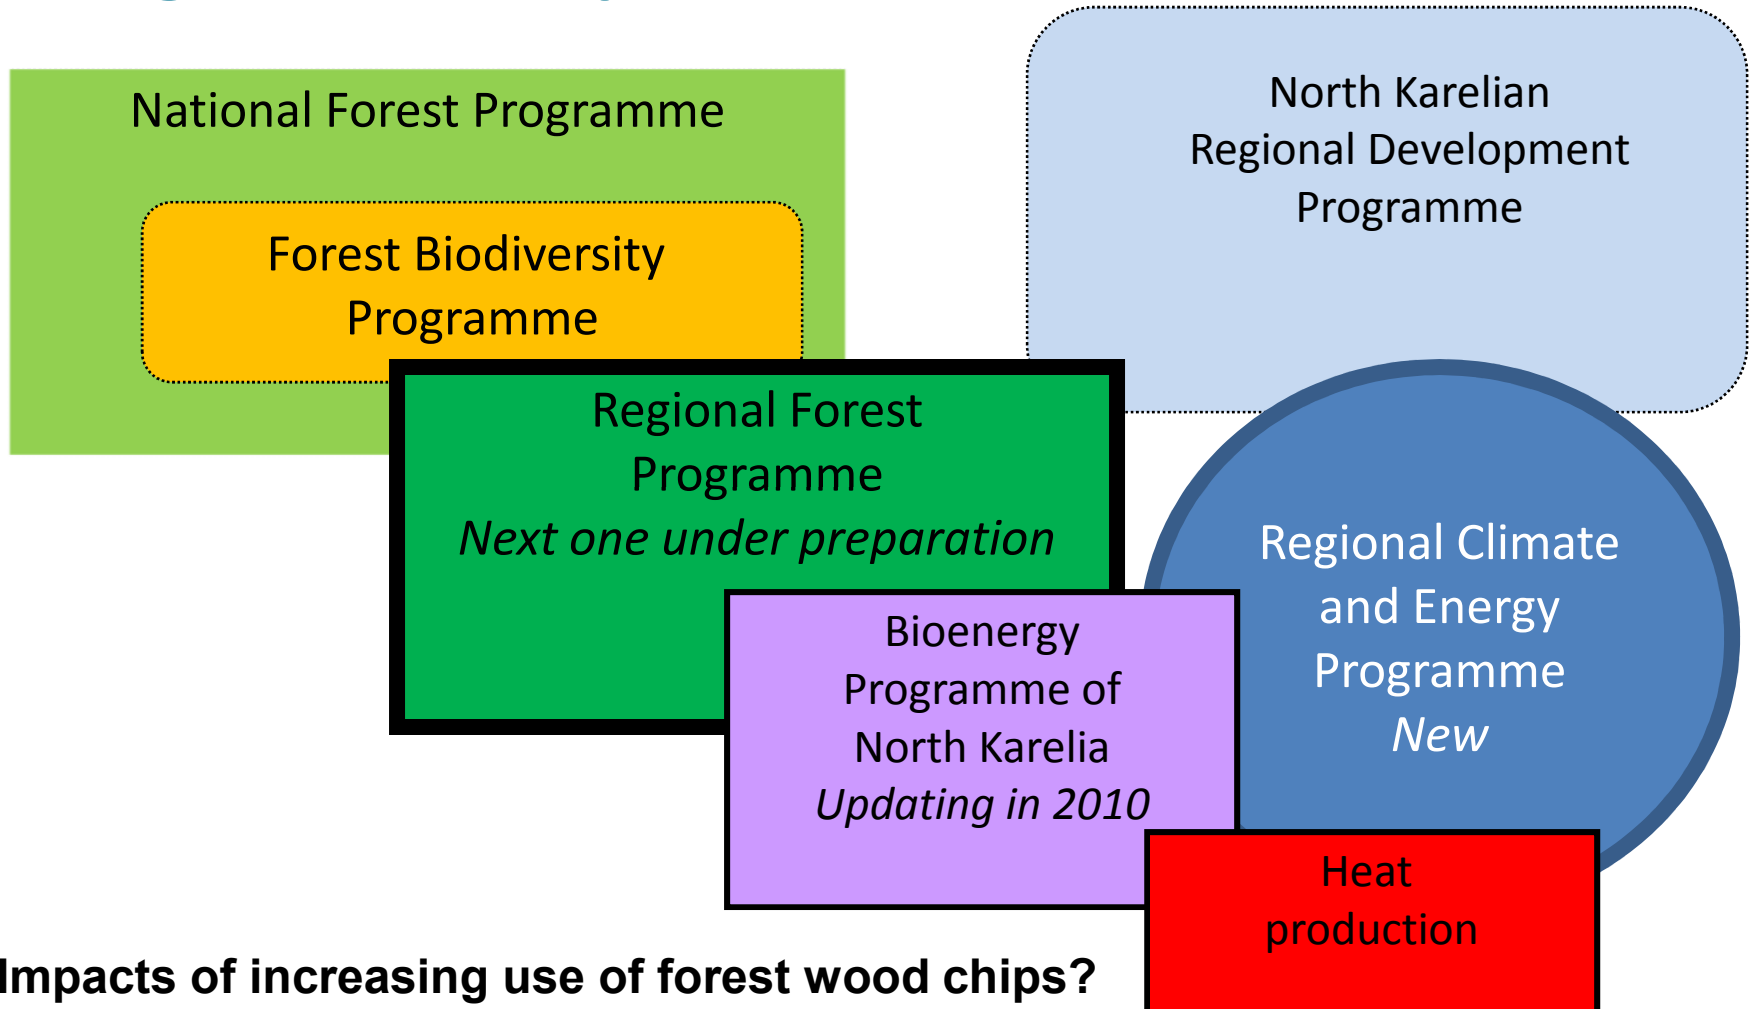 National Forest Programme
Forest Biodiversity
Programme
North Karelian
Regional Development
Programme
Regional Forest
Programme
Next one under preparation
Regional Climate
and Energy
Programme
New
Bioenergy
Programme of
North Karelia
Updating in 2010
Heat
production
Impacts of increasing use of forest wood chips?